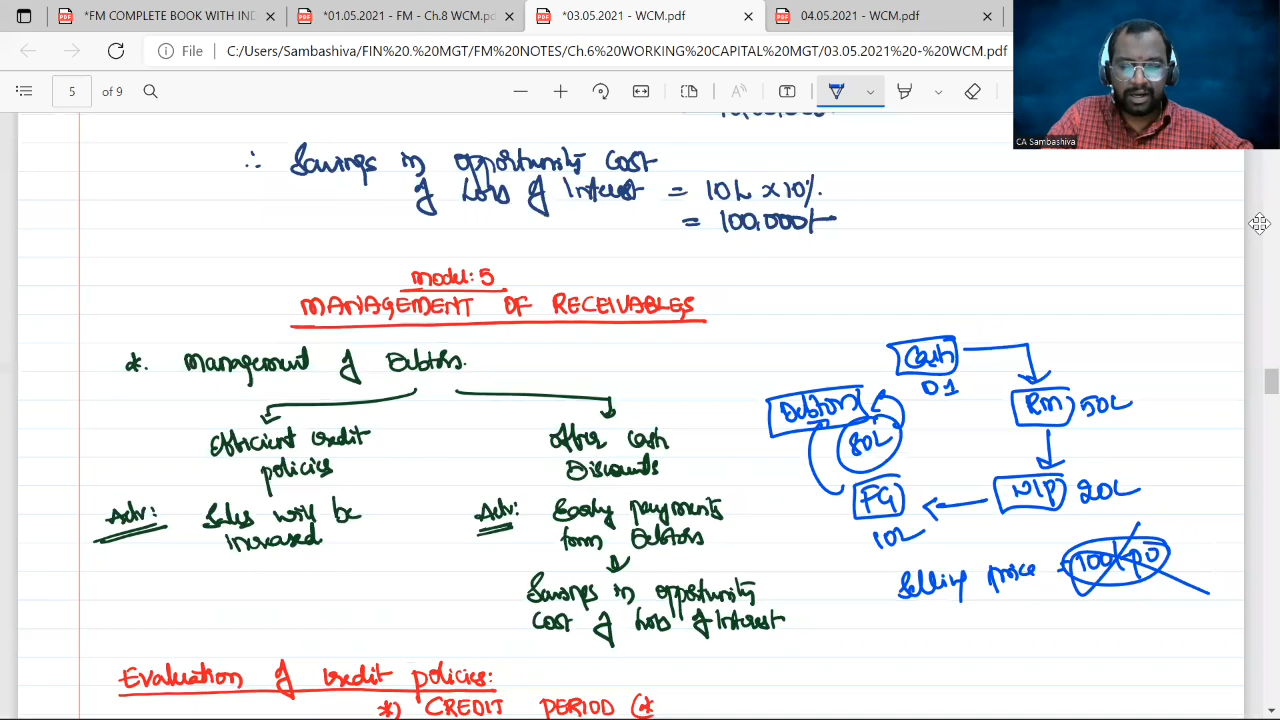 *FM COMPLETE BOOK WITH IND
*01.05.2021 - FM - Ch.8 WCM.pdf
*03.05.2021 - WCM.pdf
04.05.2021 - WCM.pdf
File
C:/Users/Sambashiva/FIN%20.%20MGT/FM%20NOTES/Ch.6%20WORKING%20CAPITAL%20MGT/03.05.2021%20-%20WCM.pdf
5 of 9
CA Sambashiva
∴ Savings in opportunity cost
of Loss of Interest = 10L x 10%.
= 100,000/-
Model: 5
MANAGEMENT OF RECEIVABLES
*. Management of Debtors.
Efficient credit
policies
Adv: Sales will be
increased
Offer cash
Discounts
Adv: Early payments
form Debtors
Savings in opportunity
cost of Loss of Interest
Cash
01
RM 50L
WIP 20L
FG
10L
Debtors
80L
Selling price
Evaluation of credit policies:
*) CREDIT PERIOD (*